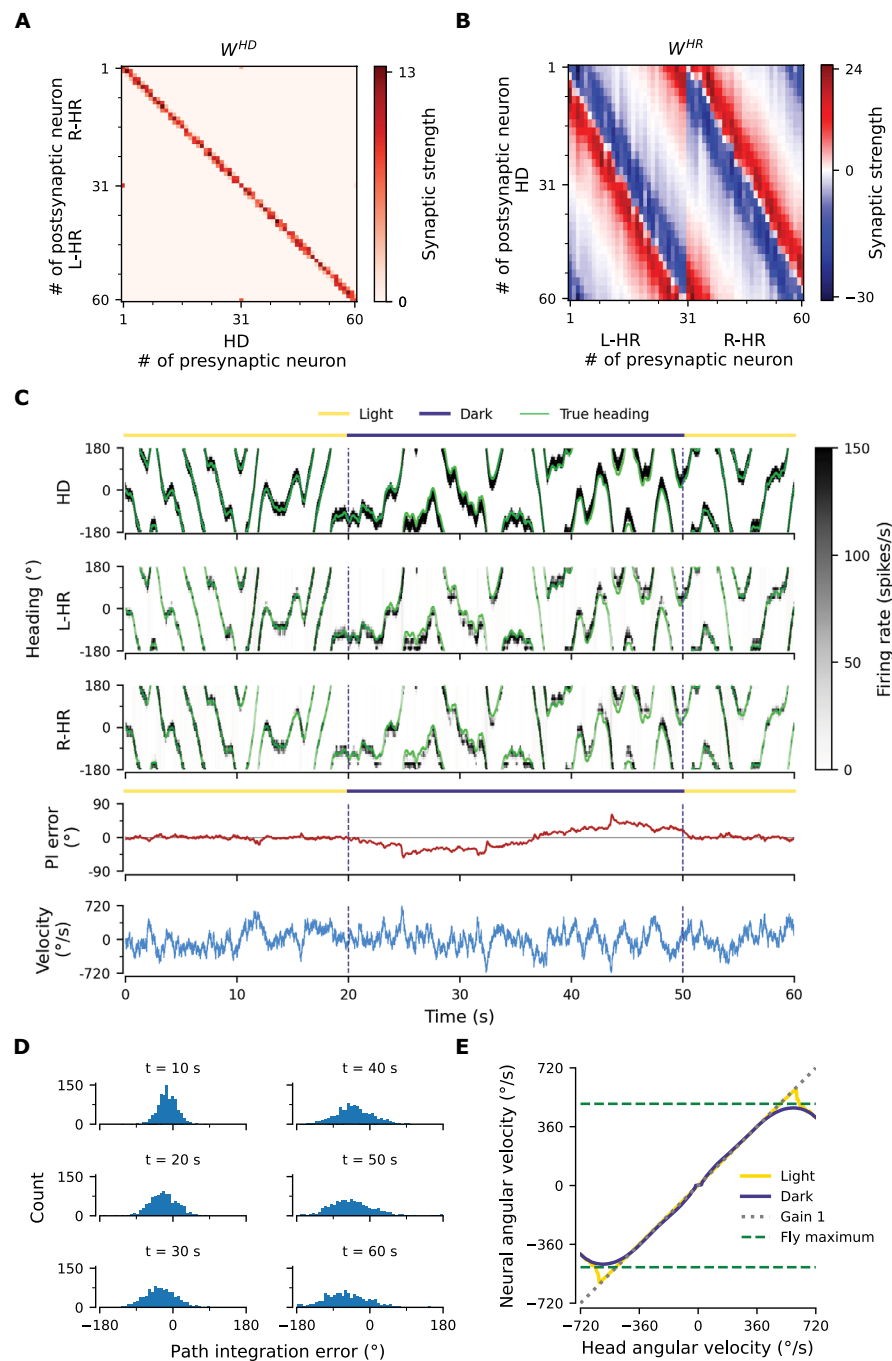 A
W^HD
1
31
60
# of postsynaptic neuron
L-HR R-HR
1 31 60
HD
# of presynaptic neuron
13
0
Synaptic strength
B
W^HR
1
31
60
# of postsynaptic neuron
HD
1 31 60
L-HR R-HR
# of presynaptic neuron
24
0
−30
Synaptic strength
C
Light Dark True heading
180
0
-180
HD
180
0
-180
L-HR
Heading (°)
180
0
-180
R-HR
150
100
50
0
Firing rate (spikes/s)
90
0
-90
PI error
(°)
720
0
-720
Velocity
(°/s)
0 10 20 30 40 50 60
Time (s)
D
t = 10 s
150
0
t = 40 s
150
0
t = 20 s
150
0
t = 50 s
150
0
t = 30 s
150
0
t = 60 s
150
0
Count
−180 0 180
−180 0 180
Path integration error (°)
E
720
360
0
−360
−720
Neural angular velocity (°/s)
Light
Dark
Gain 1
Fly maximum
−720 −360 0 360 720
Head angular velocity (°/s)